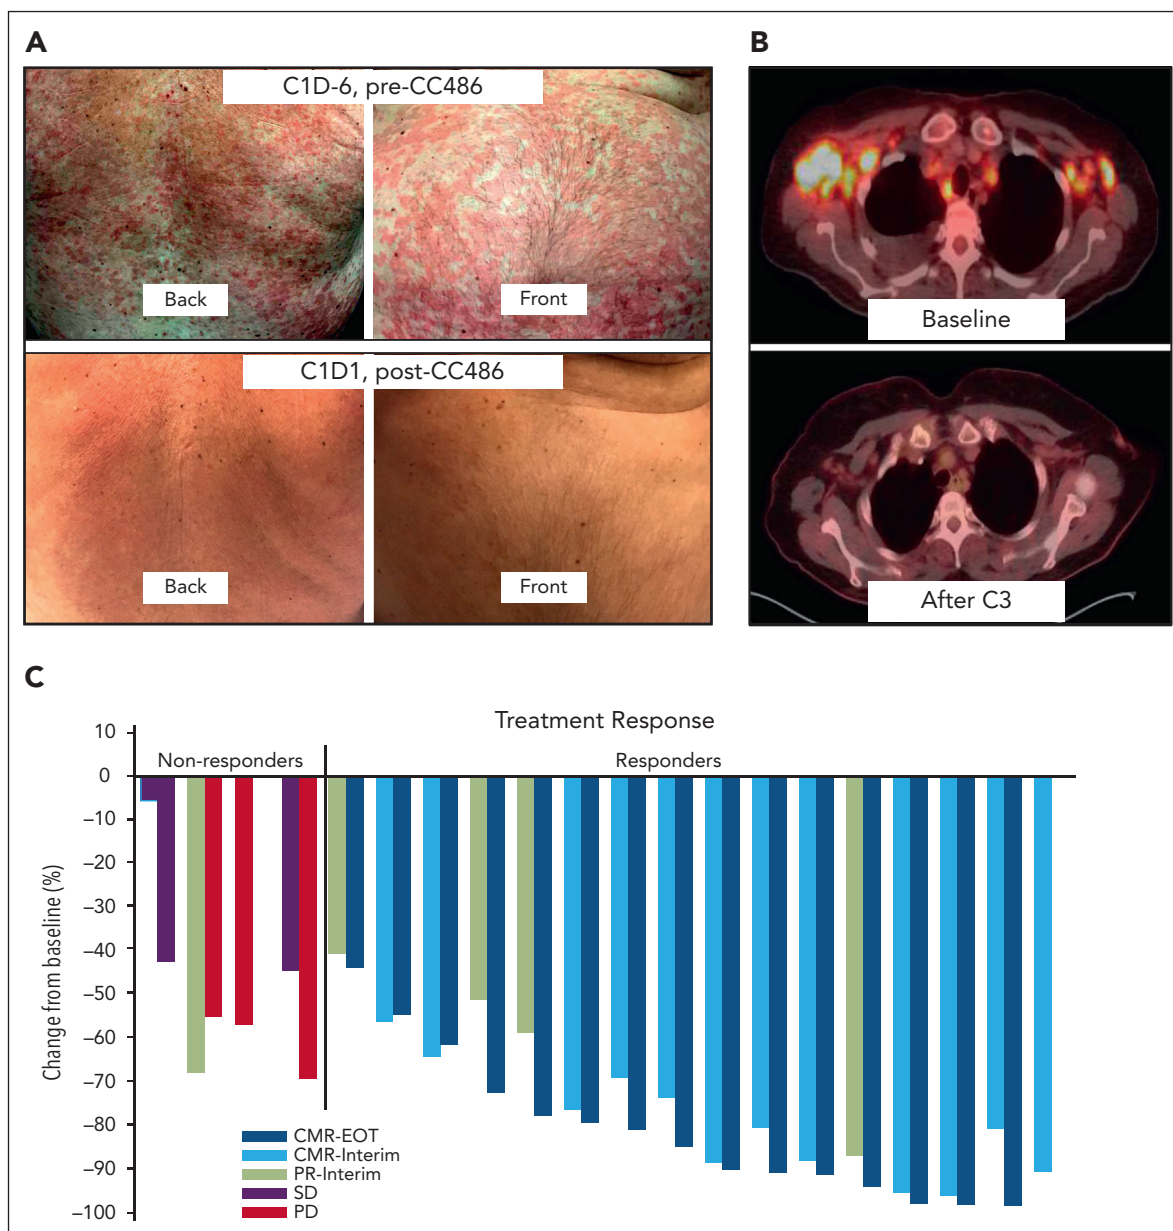 A
C1D-6, pre-CC486
Back
Front
C1D1, post-CC486
Back
Front
B
Baseline
After C3
C
Treatment Response
Non-responders
Responders
Change from baseline (%)
10
0
–10
–20
–30
–40
–50
–60
–70
–80
–90
–100
CMR-EOT
CMR-Interim
PR-Interim
SD
PD